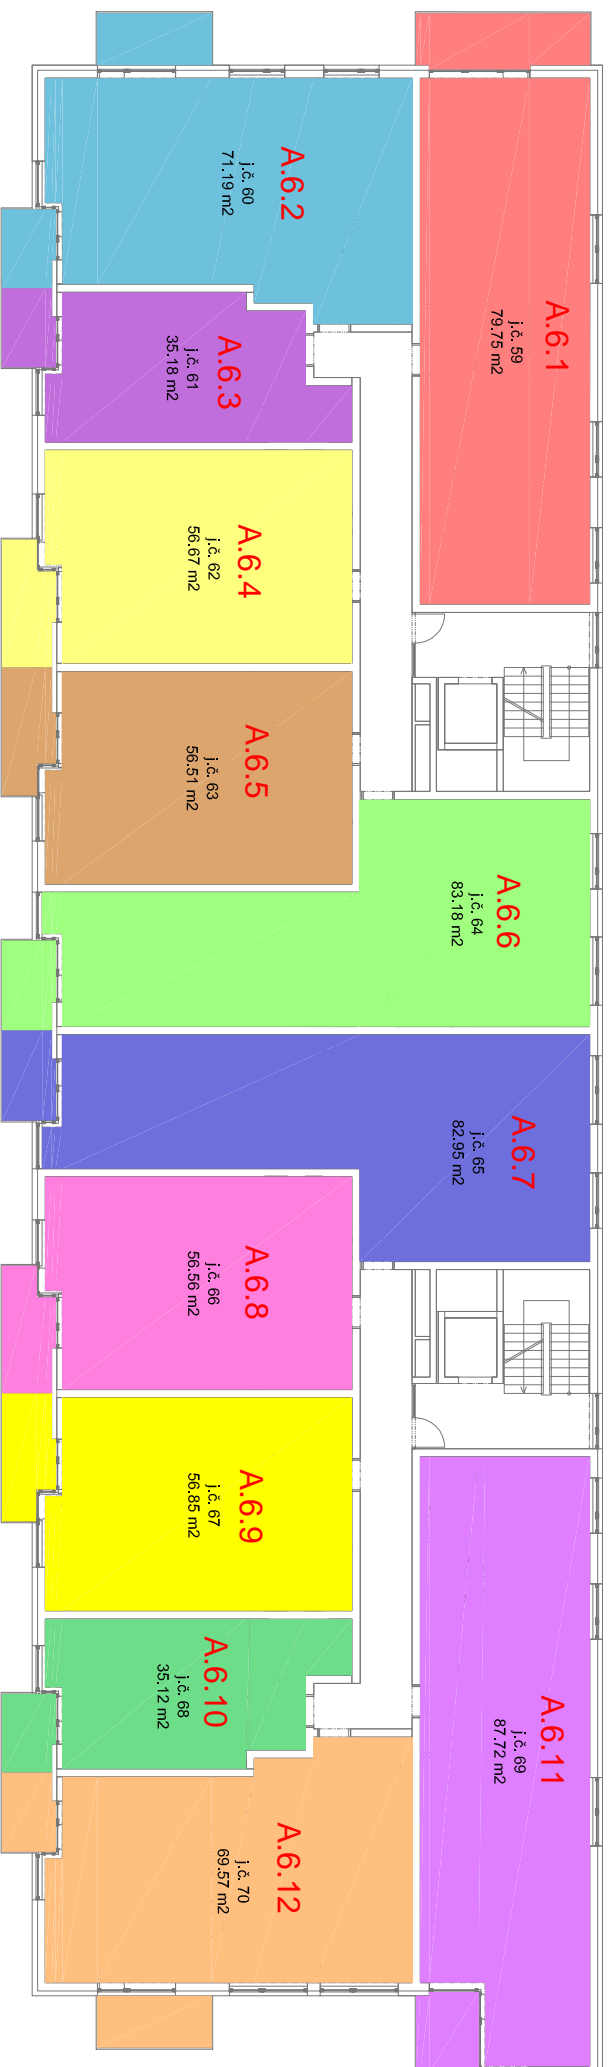 A.6.1
j.č. 59
79.75 m2
A.6.2
j.č. 60
71.19 m2
A.6.3
j.č. 61
35.18 m2
A.6.4
j.č. 62
56.67 m2
A.6.5
j.č. 63
56.51 m2
A.6.6
j.č. 64
83.18 m2
A.6.7
j.č. 65
82.95 m2
A.6.8
j.č. 66
56.56 m2
A.6.9
j.č. 67
56.85 m2
A.6.10
j.č. 68
35.12 m2
A.6.11
j.č. 69
87.72 m2
A.6.12
j.č. 70
69.57 m2